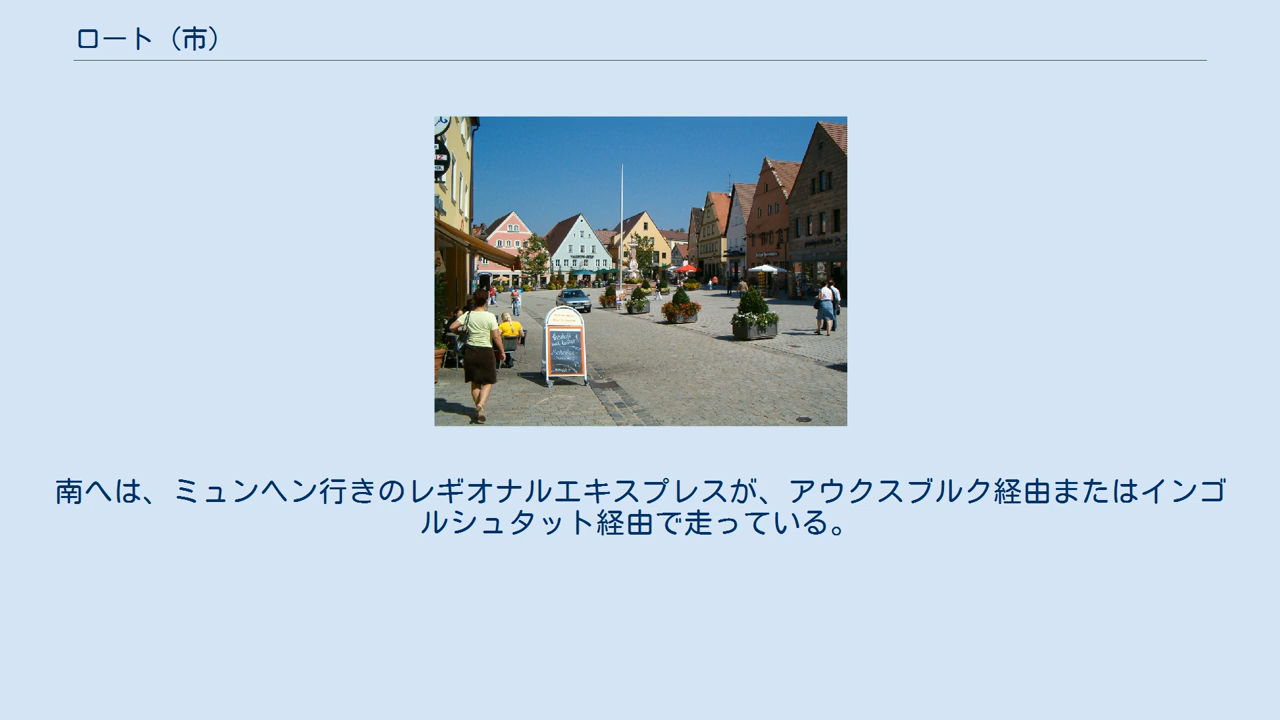 ロート（市）
南へは、ミュンヘン行きのレギオナルエキスプレスが、アウクスブルク経由またはインゴ
ルシュタット経由で走っている。